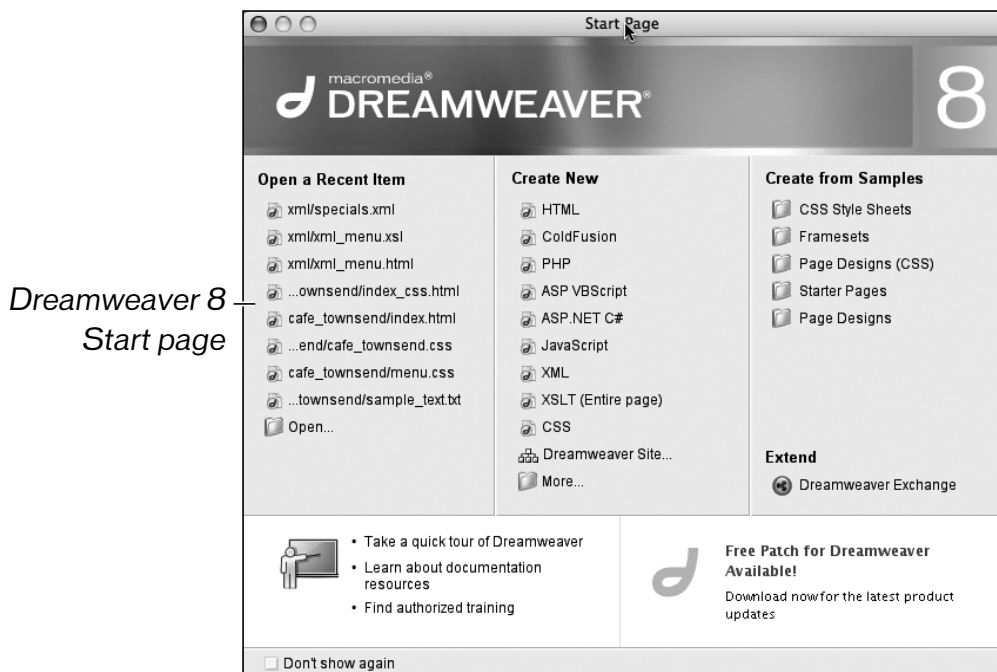 Start Page
macromedia®
DREAMWEAVER®
8
Open a Recent Item
xml/specials.xml
xml/xml_menu.xsl
xml/xml_menu.html
...ownsend/index_css.html
cafe_townsend/index.html
...end/cafe_townsend.css
cafe_townsend/menu.css
...townsend/sample_text.txt
Open...
Create New
HTML
ColdFusion
PHP
ASP VBScript
ASP.NET C#
JavaScript
XML
XSLT (Entire page)
CSS
Dreamweaver Site...
More...
Create from Samples
CSS Style Sheets
Framesets
Page Designs (CSS)
Starter Pages
Page Designs
Extend
Dreamweaver Exchange
Dreamweaver 8
Start page
• Take a quick tour of Dreamweaver
• Learn about documentation
resources
• Find authorized training
Free Patch for Dreamweaver
Available!
Download now for the latest product
updates
Don't show again